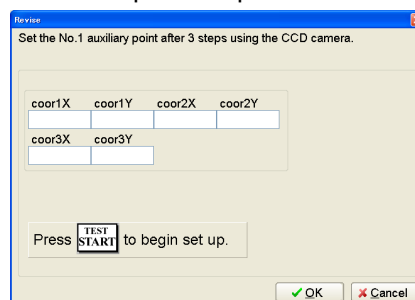 Revise
Set the No.1 auxiliary point after 3 steps using the CCD camera.
coor1X coor1Y coor2X coor2Y
coor3X coor3Y
Press TEST START to begin set up.
OK Cancel